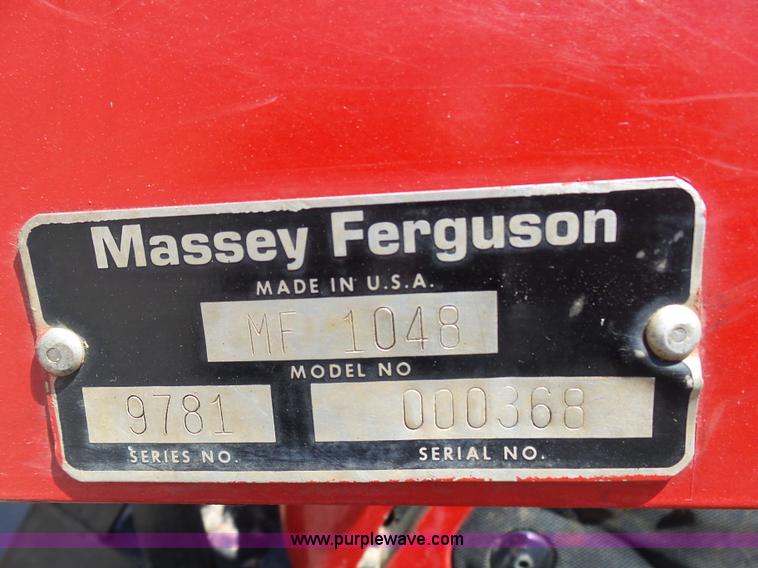 Massey Ferguson
MADE IN U.S.A.
MF 1048
MODEL NO
9781 000368
SERIES NO. SERIAL NO.
www.purplewave.com